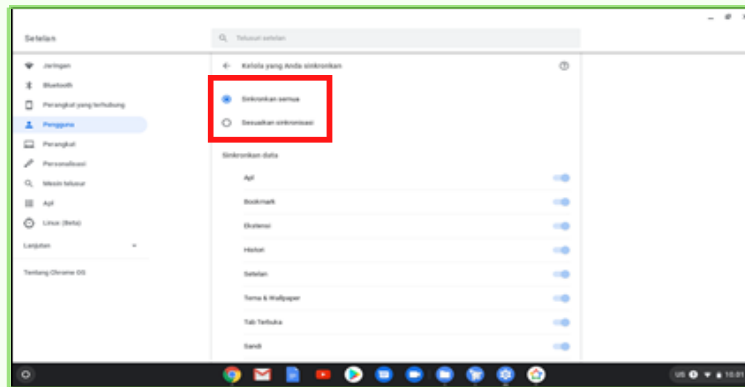 Setelan
Telusuri setelan
Jaringan
Bluetooth
Perangkat yang terhubung
Pengguna
Perangkat
Personalisasi
Mesin telusur
Apl
Linux (Beta)
Lanjutan
Tentang Chrome OS
Kelola yang Anda sinkronkan
Sinkronkan semua
Sesuaikan sinkronisasi
Sinkronkan data
Apl
Bookmark
Ekstensi
Histori
Setelan
Tema & Wallpaper
Tab Terbuka
Sandi
US
10.01